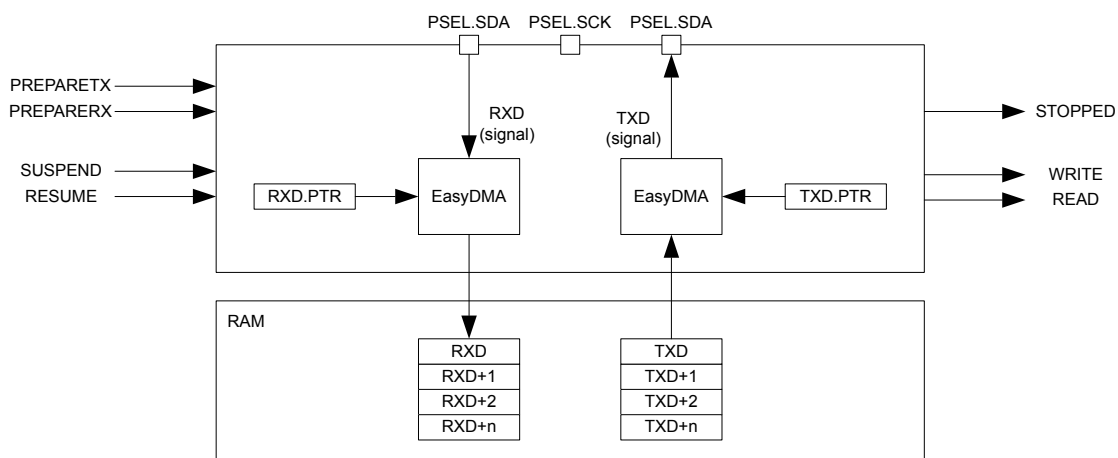 PSEL.SDA PSEL.SCK PSEL.SDA
PREPARETX
PREPARERX
SUSPEND
RESUME
RXD
(signal)
TXD
(signal)
STOPPED
WRITE
READ
RXD.PTR
EasyDMA
EasyDMA
TXD.PTR
RAM
RXD
RXD+1
RXD+2
RXD+n
TXD
TXD+1
TXD+2
TXD+n